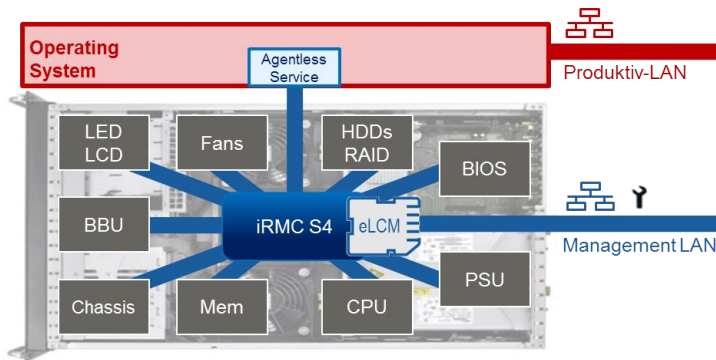 Operating
System
Agentless
Service
Produktiv-LAN
LED
LCD
Fans
HDDs
RAID
BIOS
BBU
iRMC S4
eLCM
Management LAN
Chassis
Mem
CPU
PSU